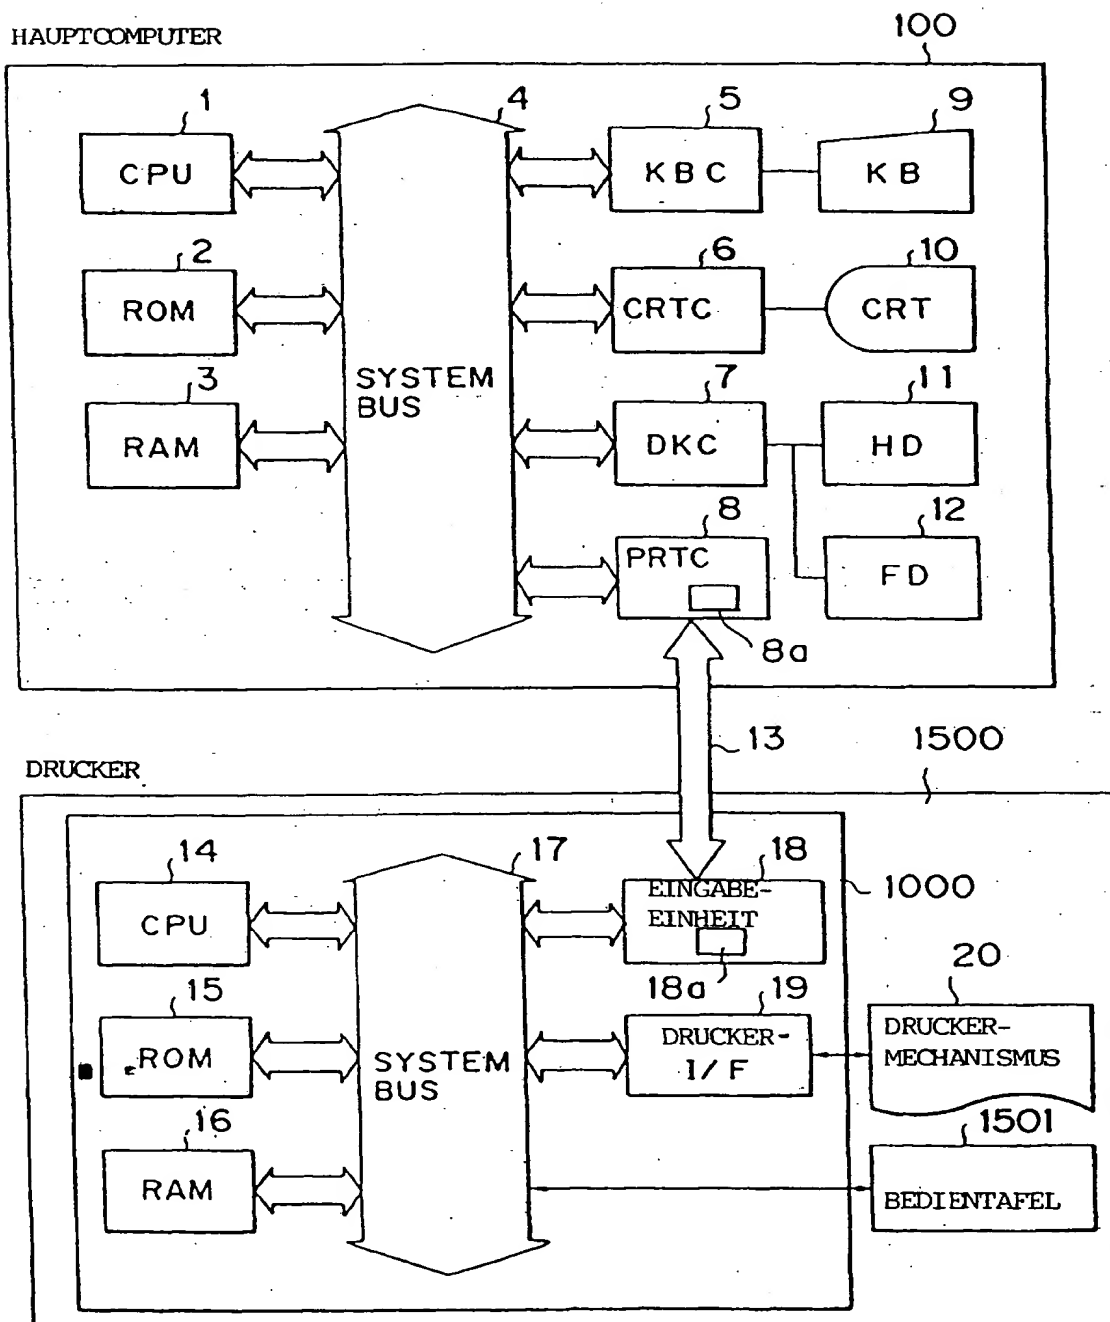 HAUPTCOMPUTER
100
1
4
5
9
CPU
KBC
KB
2
6
10
ROM
CRTC
CRT
SYSTEM
BUS
3
7
11
RAM
DKC
HD
8
12
PRTC
FD
8a
13
1500
DRUCKER
14
17
18
1000
CPU
EINGABE-
EINHEIT
18a
15
19
20
ROM
SYSTEM
BUS
DRUCKER-
I/F
DRUCKER-
MECHANISMUS
16
1501
RAM
BEDIENTAFEL